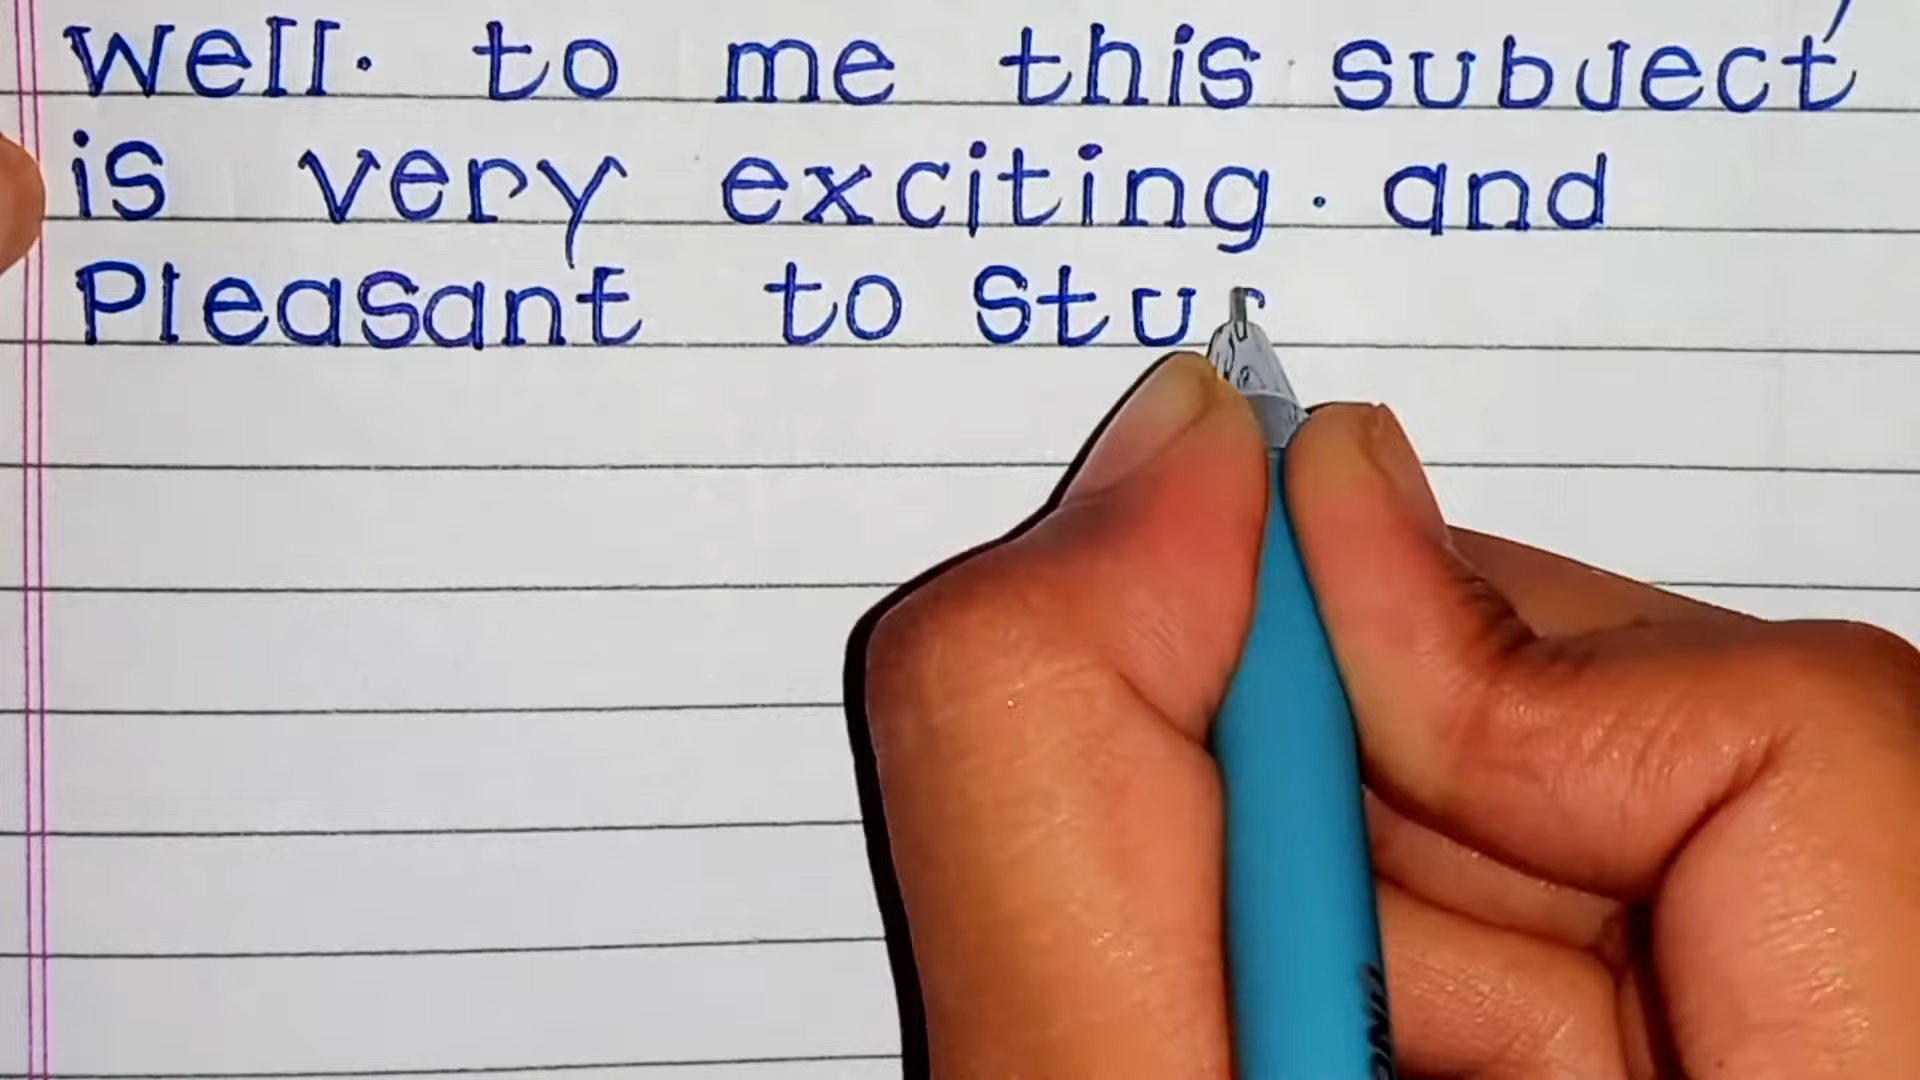 well. to me this subject
is very exciting. and
Pleasant to stu